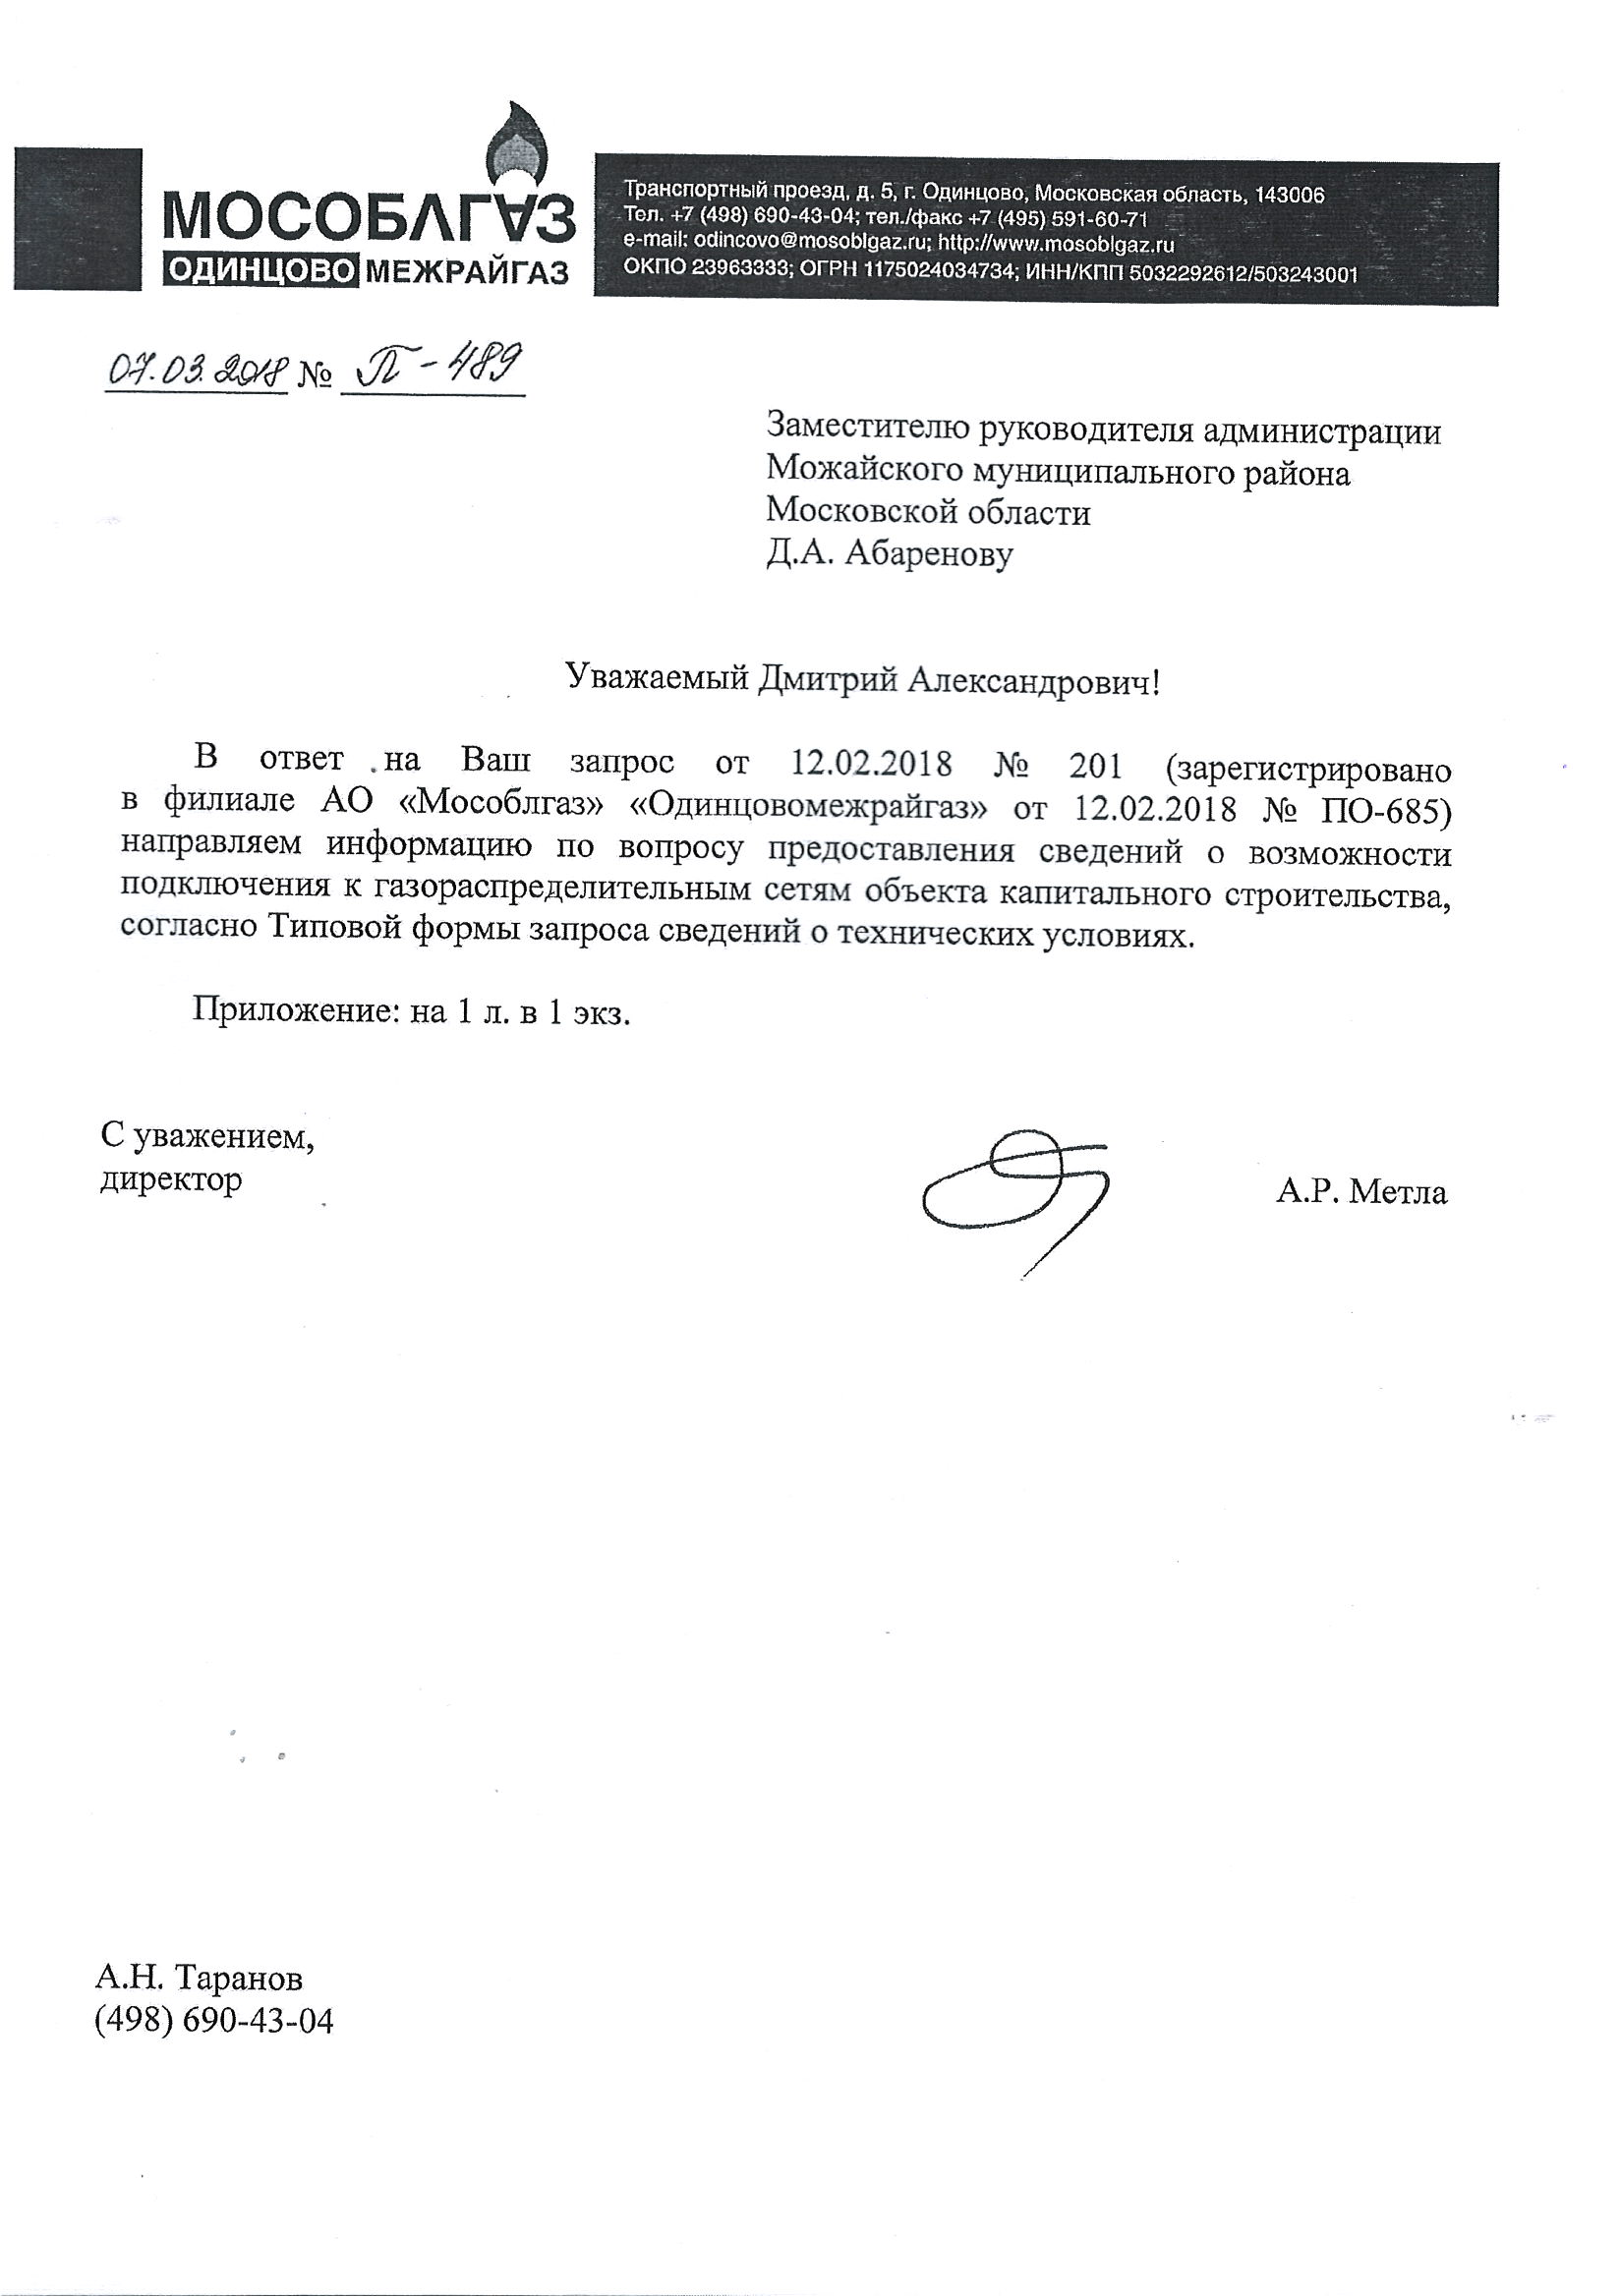 МОСОБЛГАЗ
ОДИНЦОВО МЕЖРАЙГАЗ
Транспортный проезд, д. 5, г. Одинцово, Московская область, 143006
Тел. +7 (498) 690-43-04; тел./факс +7 (495) 591-60-71
e-mail: odincovo@mosoblgaz.ru; http://www.mosoblgaz.ru
ОКПО 23963333; ОГРН 1175024034734; ИНН/КПП 5032292612/503243001
07.03.2018 № П-489
Заместителю руководителя администрации
Можайского муниципального района
Московской области
Д.А. Абаренову
Уважаемый Дмитрий Александрович!
В ответ на Ваш запрос от 12.02.2018 № 201 (зарегистрировано
в филиале АО «Мособлгаз» «Одинцовомежрайгаз» от 12.02.2018 № ПО-685)
направляем информацию по вопросу предоставления сведений о возможности
подключения к газораспределительным сетям объекта капитального строительства,
согласно Типовой формы запроса сведений о технических условиях.
Приложение: на 1 л. в 1 экз.
С уважением,
директор
А.Р. Метла
А.Н. Таранов
(498) 690-43-04